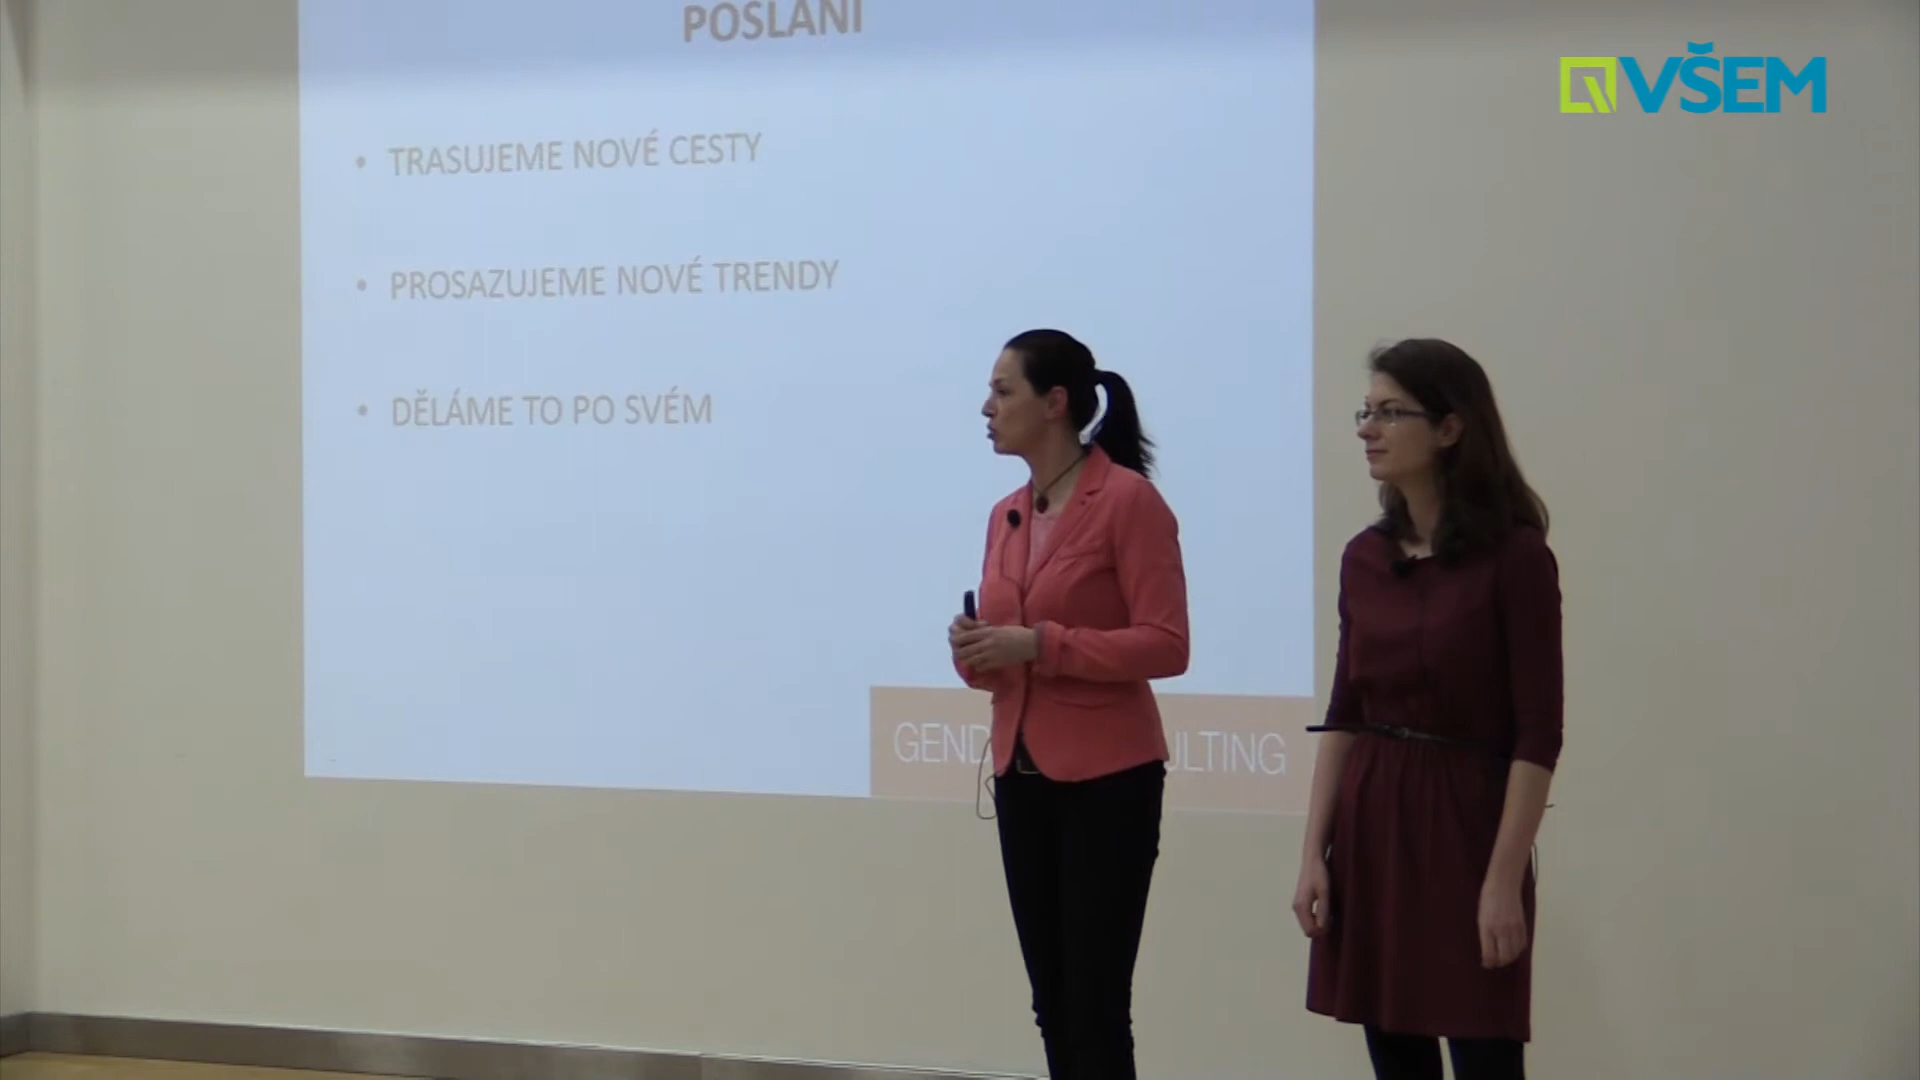 POSLÁNÍ
VŠEM
• TRASUJEME NOVÉ CESTY
• PROSAZUJEME NOVÉ TRENDY
• DĚLÁME TO PO SVÉM